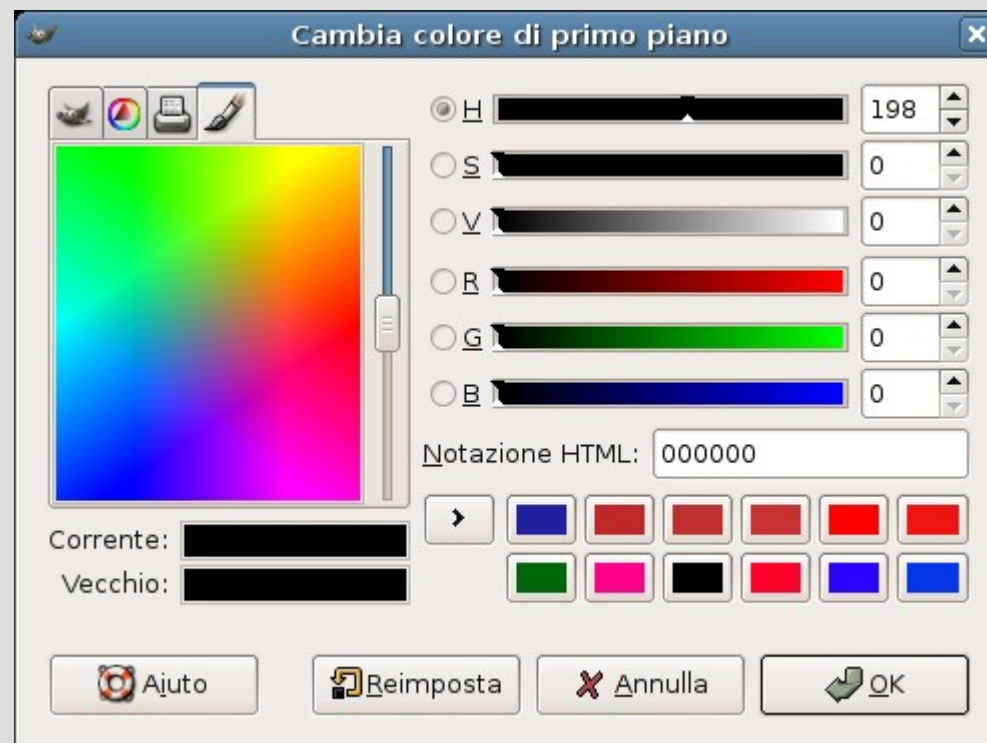 Cambia colore di primo piano
H 198
S 0
V 0
R 0
G 0
B 0
Notazione HTML: 000000
Corrente:
Vecchio:
Aiuto Reimposta Annulla OK